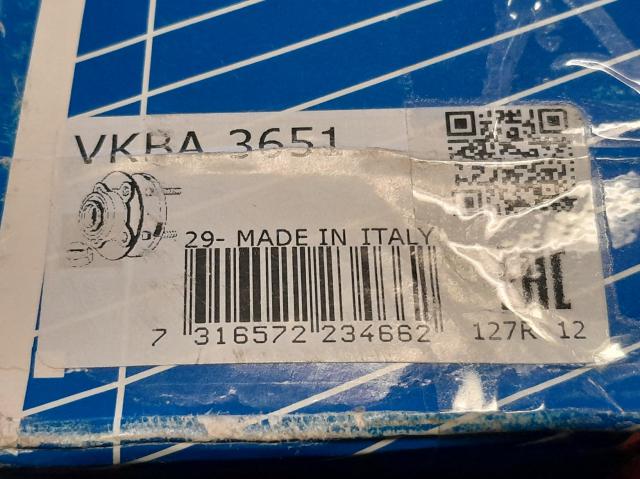 VKBA 3651
29- MADE IN ITALY
7 316572 234662
EAC
127R 12